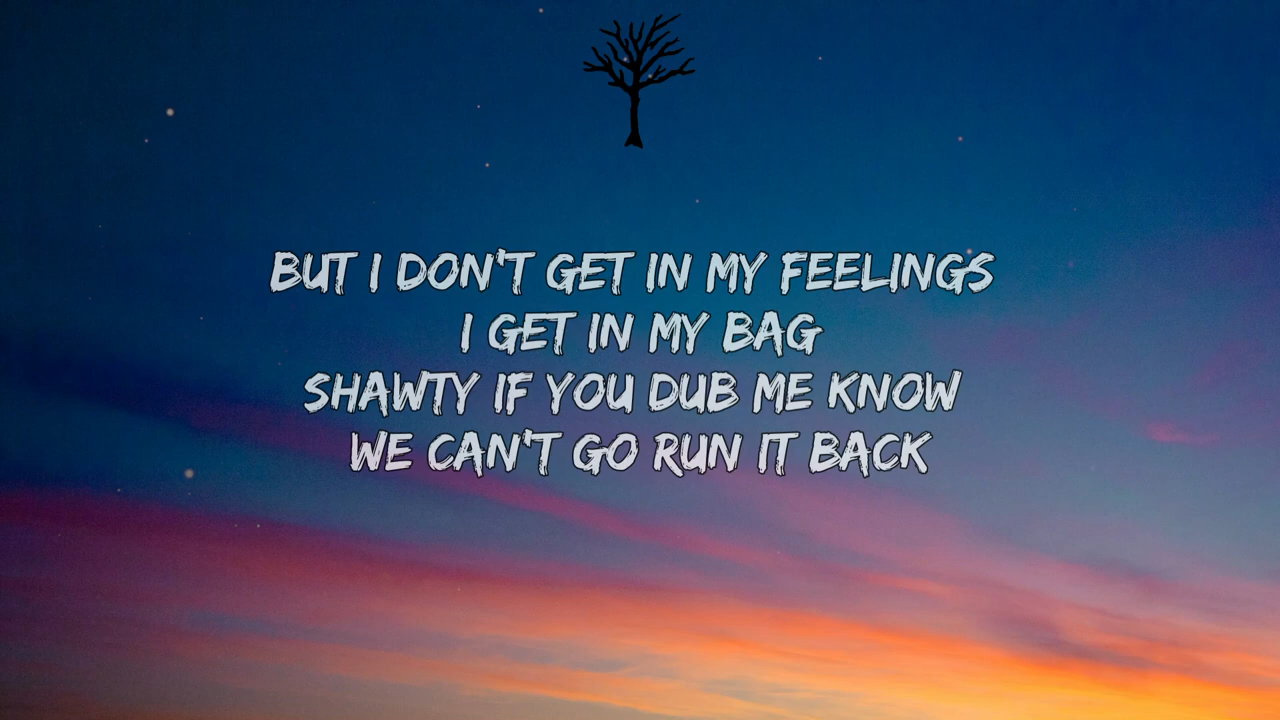 BUT I DON'T GET IN MY FEELINGS
I GET IN MY BAG
SHAWTY IF YOU DUB ME KNOW
WE CAN'T GO RUN IT BACK